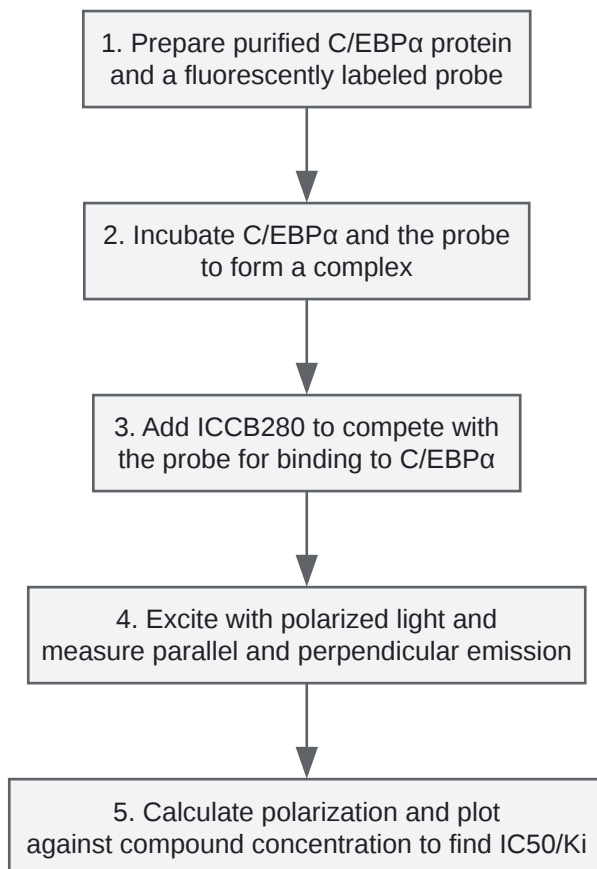 1. Prepare purified C/EBPα protein
and a fluorescently labeled probe
2. Incubate C/EBPα and the probe
to form a complex
3. Add ICCB280 to compete with
the probe for binding to C/EBPα
4. Excite with polarized light and
measure parallel and perpendicular emission
5. Calculate polarization and plot
against compound concentration to find IC50/Ki